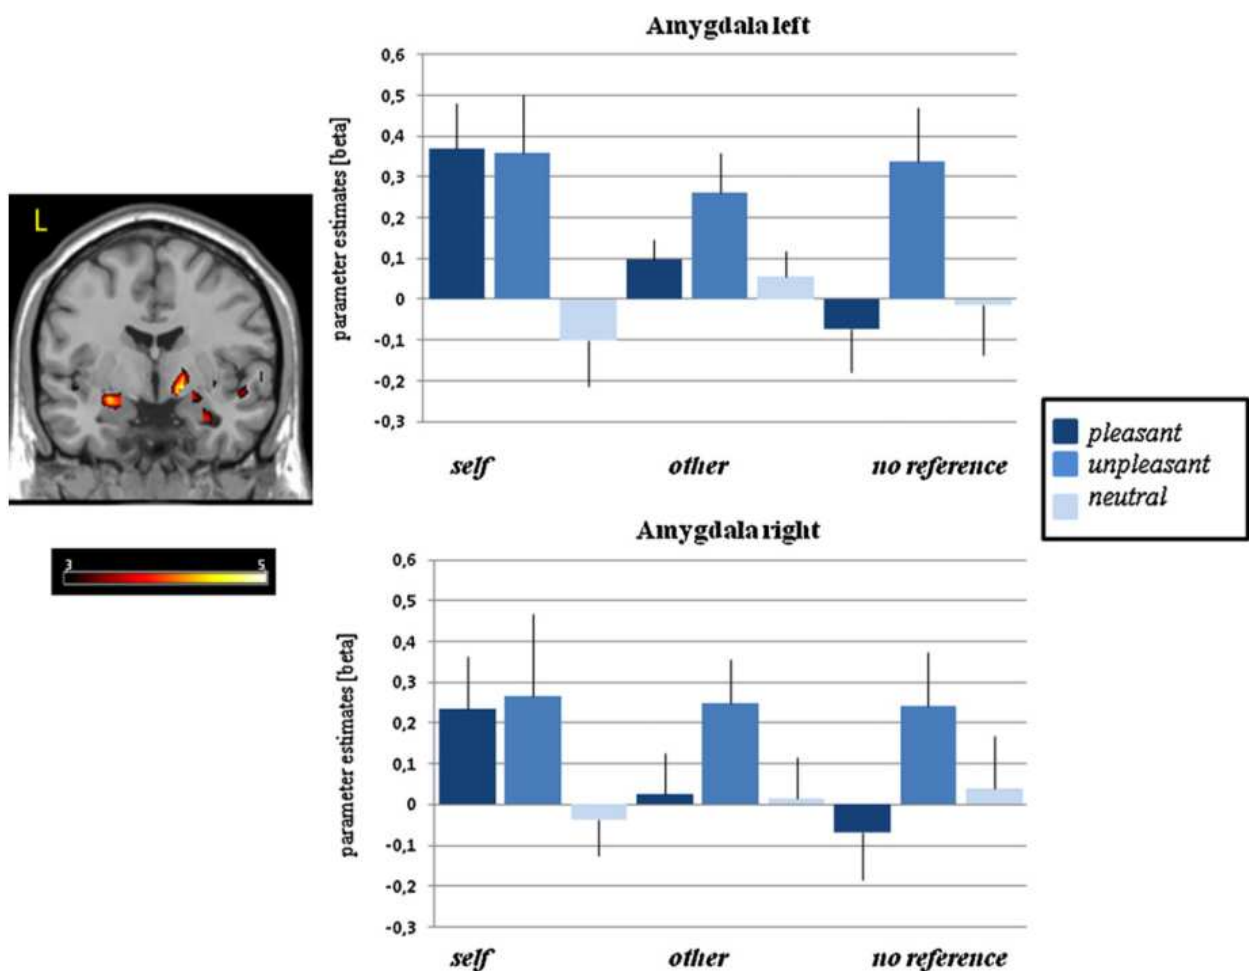 Amygdala left
parameter estimates [beta]
0,6
0,5
0,4
0,3
0,2
0,1
0
-0,1
-0,2
-0,3
self other no reference
L
3 5
pleasant
unpleasant
neutral
Amygdala right
parameter estimates [beta]
0,6
0,5
0,4
0,3
0,2
0,1
0
-0,1
-0,2
-0,3
self other no reference